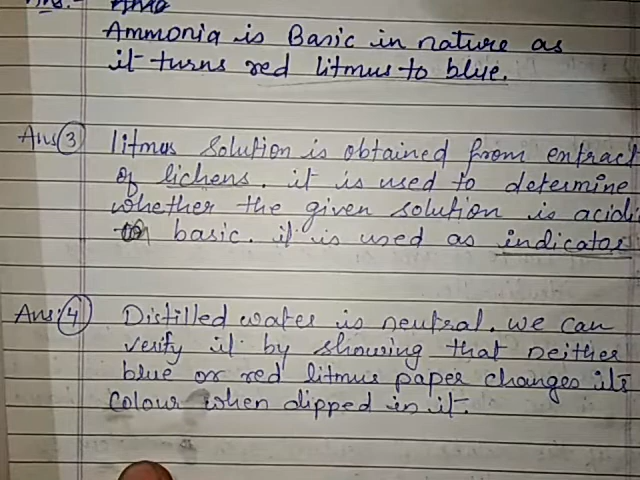 Ans:-
Ammonia is Basic in nature as
it turns red litmus to blue.
Ans 3 litmus solution is obtained from extract
of lichens. it is used to determine
whether the given solution is acidi
basic. it is used as indicator
Ans: 4 Distilled water is neutral. we can
verify it by showing that neither
blue or red litmus paper changes its
colour when dipped in it.